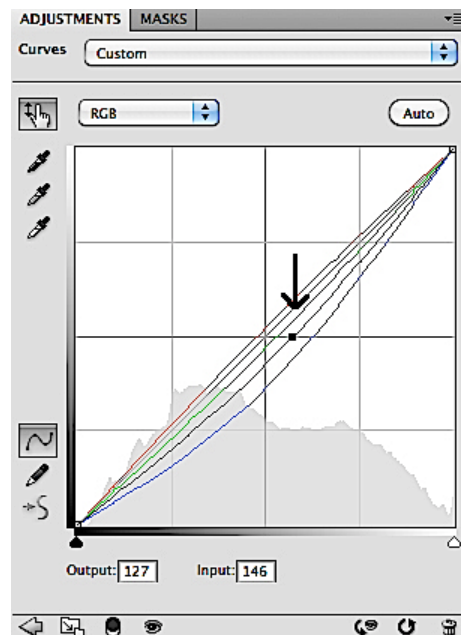 ADJUSTMENTS MASKS
Curves Custom
RGB Auto
Output: 127 Input: 146